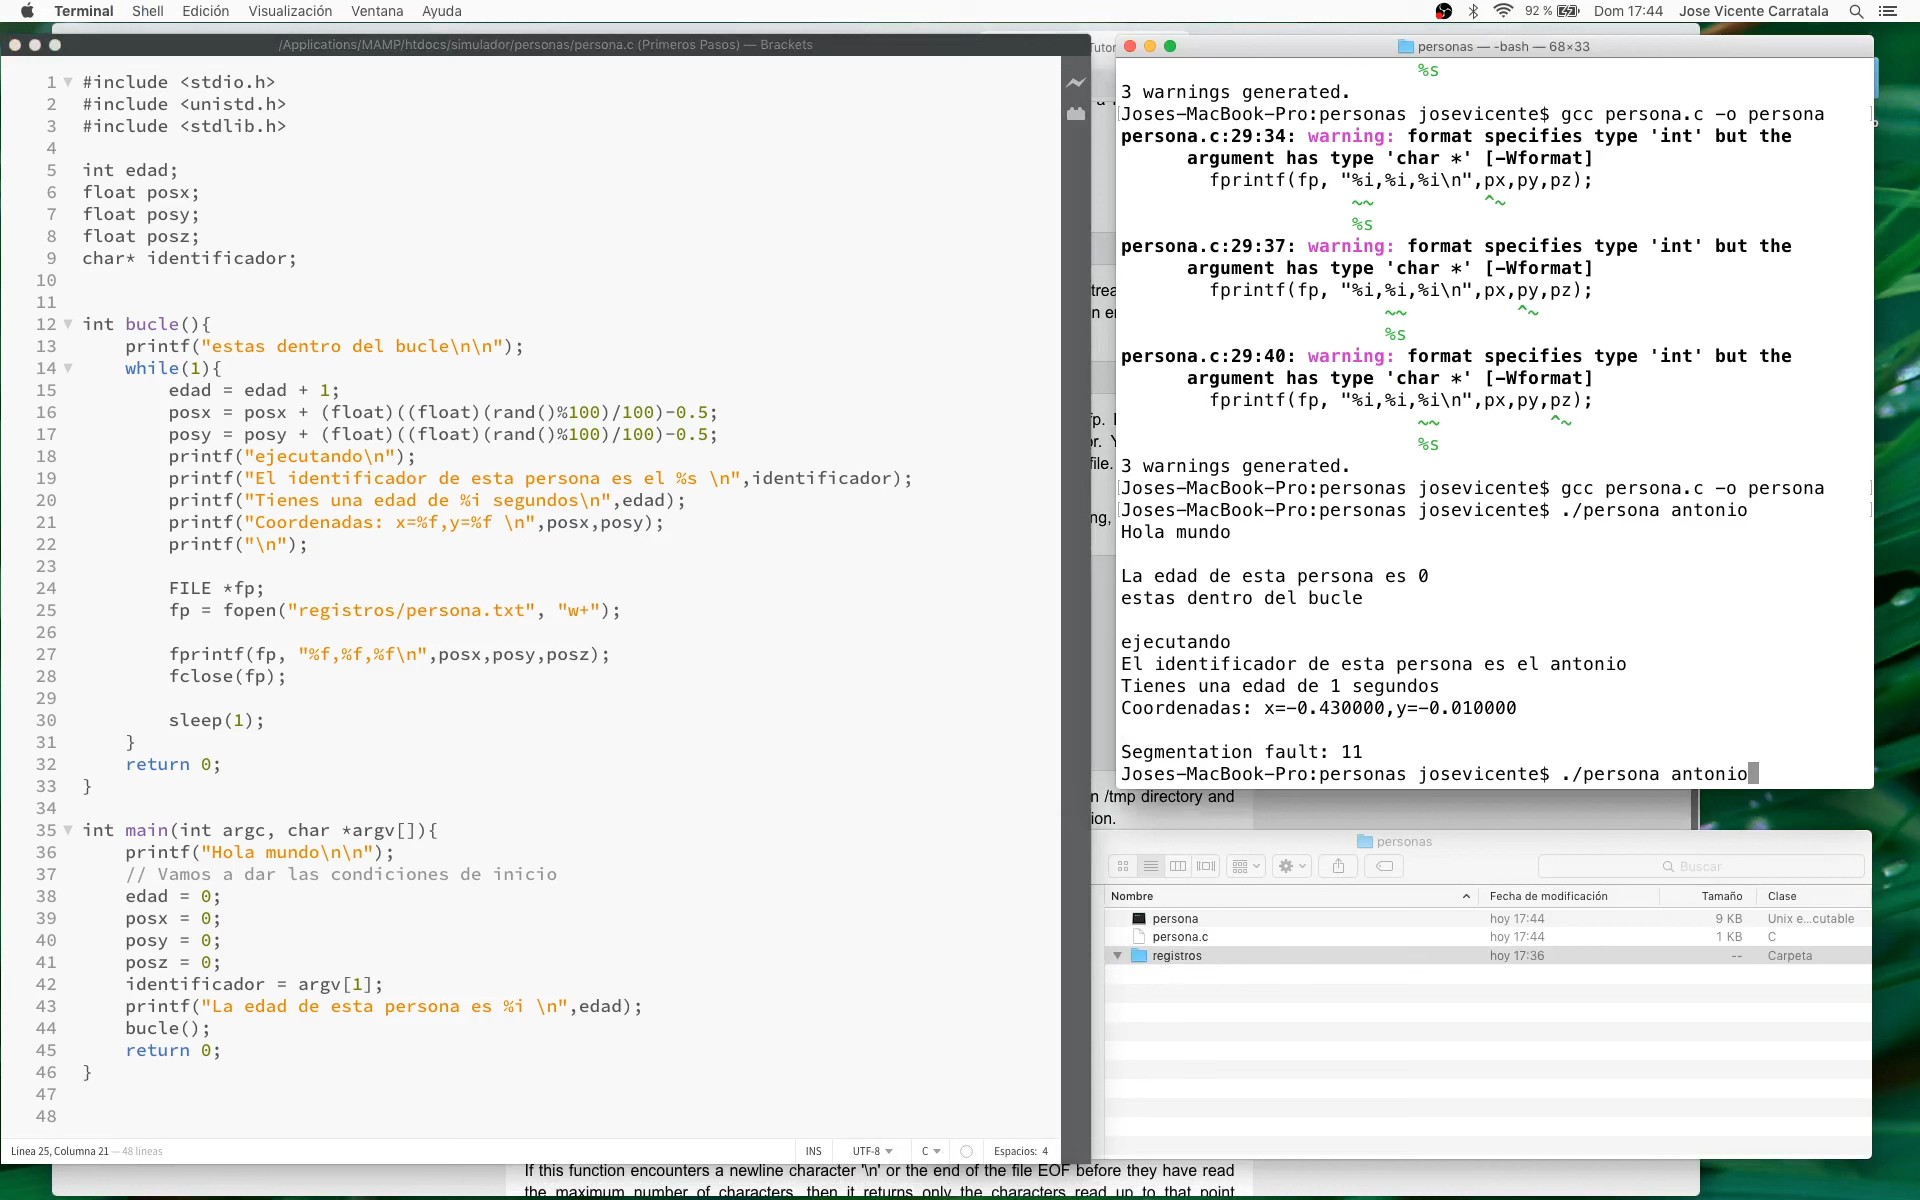 Terminal Shell Edición Visualización Ventana Ayuda 92 % Dom 17:44 Jose Vicente Carratala
/Applications/MAMP/htdocs/simulador/personas/persona.c (Primeros Pasos) — Brackets
1 #include <stdio.h>
2 #include <unistd.h>
3 #include <stdlib.h>
4
5 int edad;
6 float posx;
7 float posy;
8 float posz;
9 char* identificador;
10
11
12 int bucle(){
13 printf("estas dentro del bucle\n\n");
14 while(1){
15 edad = edad + 1;
16 posx = posx + (float)((float)(rand()%100)/100)-0.5;
17 posy = posy + (float)((float)(rand()%100)/100)-0.5;
18 printf("ejecutando\n");
19 printf("El identificador de esta persona es el %s \n",identificador);
20 printf("Tienes una edad de %i segundos\n",edad);
21 printf("Coordenadas: x=%f,y=%f \n",posx,posy);
22 printf("\n");
23
24 FILE *fp;
25 fp = fopen("registros/persona.txt", "w+");
26
27 fprintf(fp, "%f,%f,%f\n",posx,posy,posz);
28 fclose(fp);
29
30 sleep(1);
31 }
32 return 0;
33 }
34
35 int main(int argc, char *argv[]){
36 printf("Hola mundo\n\n");
37 // Vamos a dar las condiciones de inicio
38 edad = 0;
39 posx = 0;
40 posy = 0;
41 posz = 0;
42 identificador = argv[1];
43 printf("La edad de esta persona es %i \n",edad);
44 bucle();
45 return 0;
46 }
47
48
Línea 25, Columna 21 — 48 líneas INS UTF-8 C Espacios: 4
personas — -bash — 68×33
%s
3 warnings generated.
[Joses-MacBook-Pro:personas josevicente$ gcc persona.c -o persona ]
persona.c:29:34: warning: format specifies type 'int' but the
argument has type 'char *' [-Wformat]
fprintf(fp, "%i,%i,%i\n",px,py,pz);
~~ ^~
%s
persona.c:29:37: warning: format specifies type 'int' but the
argument has type 'char *' [-Wformat]
fprintf(fp, "%i,%i,%i\n",px,py,pz);
~~ ^~
%s
persona.c:29:40: warning: format specifies type 'int' but the
argument has type 'char *' [-Wformat]
fprintf(fp, "%i,%i,%i\n",px,py,pz);
~~ ^~
%s
3 warnings generated.
[Joses-MacBook-Pro:personas josevicente$ gcc persona.c -o persona ]
[Joses-MacBook-Pro:personas josevicente$ ./persona antonio ]
Hola mundo

La edad de esta persona es 0
estas dentro del bucle

ejecutando
El identificador de esta persona es el antonio
Tienes una edad de 1 segundos
Coordenadas: x=-0.430000,y=-0.010000

Segmentation fault: 11
Joses-MacBook-Pro:personas josevicente$ ./persona antonio
n /tmp directory and
ion.
personas
Buscar
Nombre Fecha de modificación Tamaño Clase
persona hoy 17:44 9 KB Unix e...cutable
persona.c hoy 17:44 1 KB C
registros hoy 17:36 -- Carpeta
If this function encounters a newline character '\n' or the end of the file EOF before they have read
the maximum number of characters, then it returns only the characters read up to that point